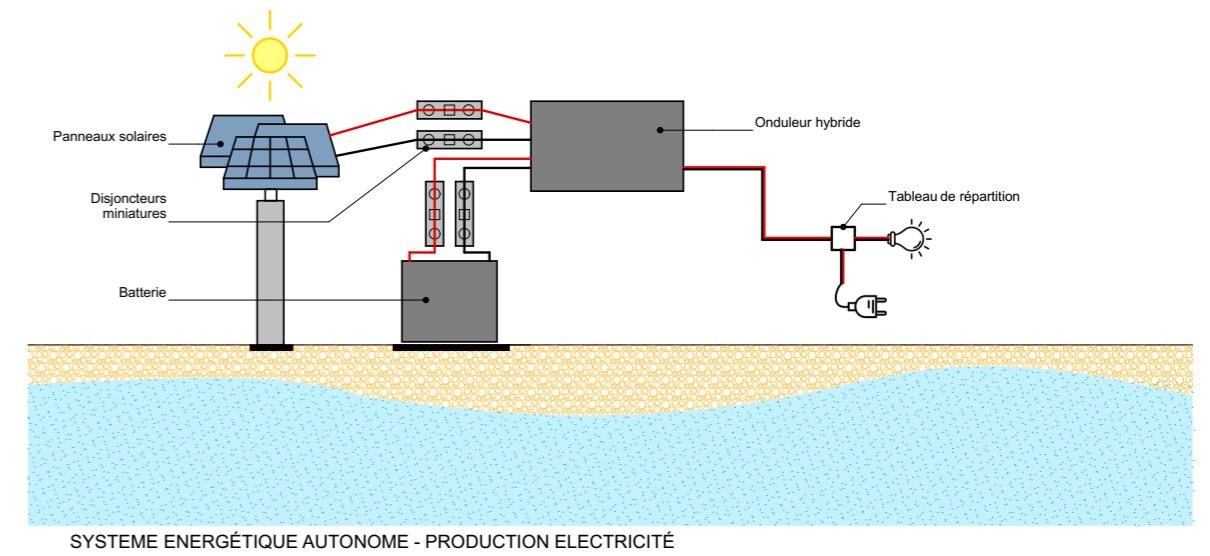 Panneaux solaires
Onduleur hybride
Disjoncteurs
miniatures
Tableau de répartition
Batterie
SYSTEME ENERGÉTIQUE AUTONOME - PRODUCTION ELECTRICITÉ